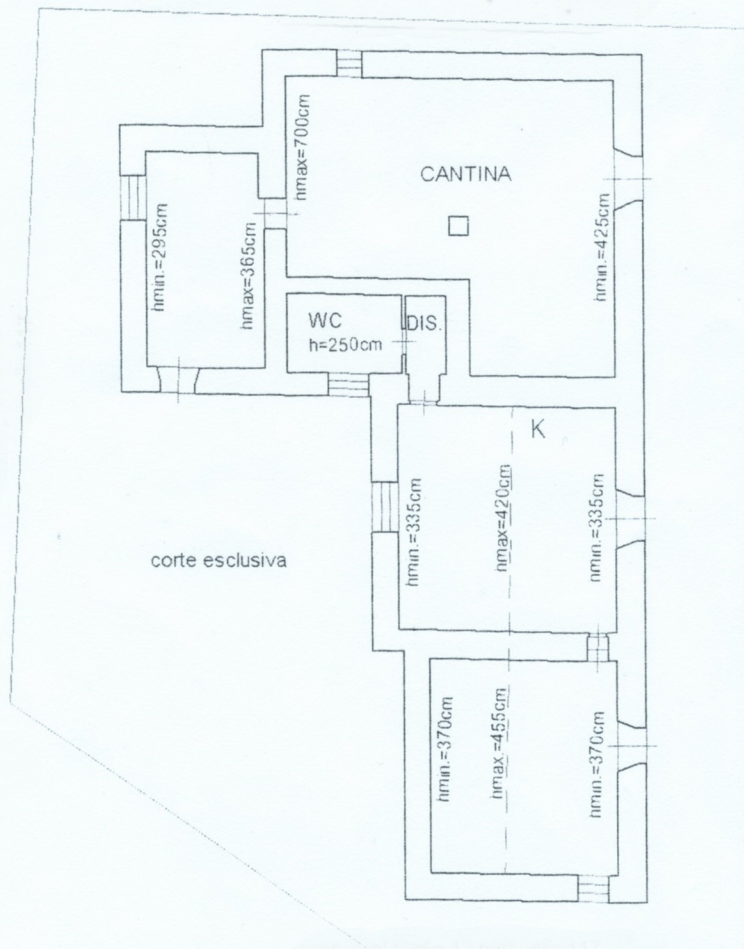 hmax=700cm
CANTINA
hmin.=295cm
hmax=365cm
hmin.=425cm
WC
h=250cm
DIS.
K
hmin.=335cm
hmax=420cm
hmin.=335cm
corte esclusiva
hmin.=370cm
hmax.=455cm
hmin.=370cm